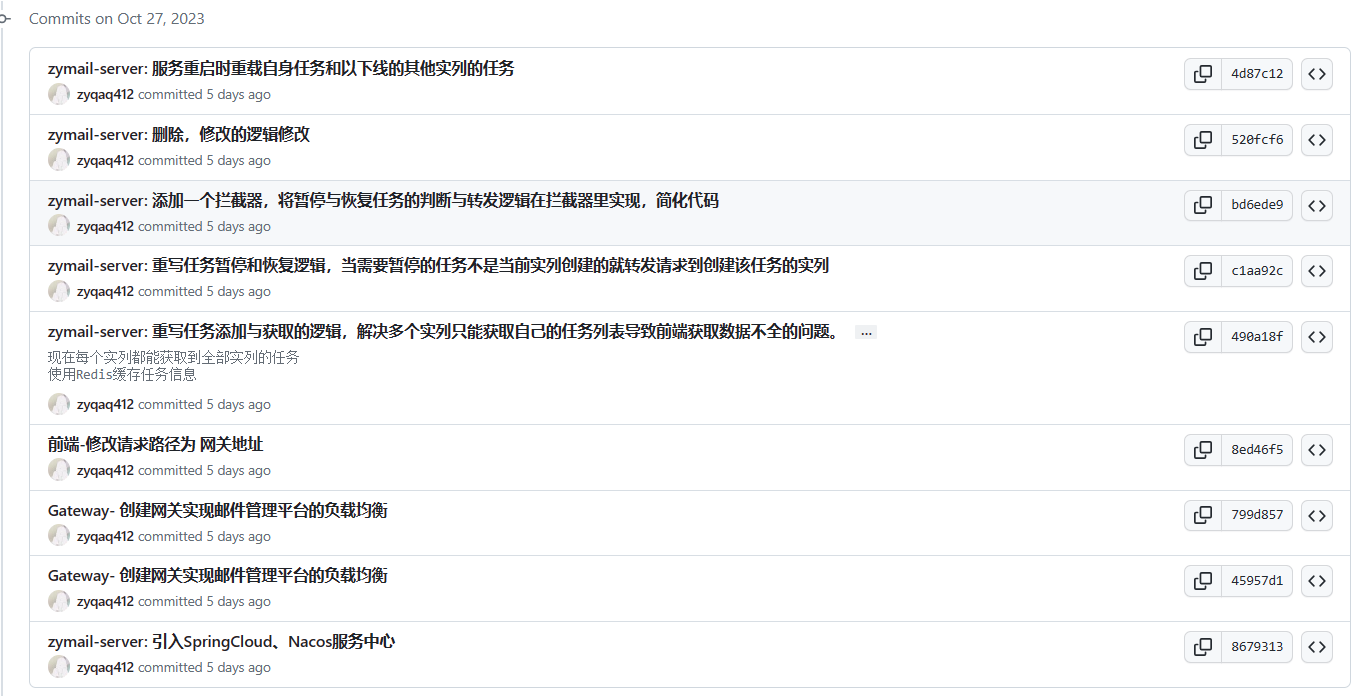 Commits on Oct 27, 2023
zymail-server: 服务重启时重载自身任务和以下线的其他实列的任务
4d87c12
zyqaq412 committed 5 days ago
zymail-server: 删除，修改的逻辑修改
520fcf6
zyqaq412 committed 5 days ago
zymail-server: 添加一个拦截器，将暂停与恢复任务的判断与转发逻辑在拦截器里实现，简化代码
bd6ede9
zyqaq412 committed 5 days ago
zymail-server: 重写任务暂停和恢复逻辑，当需要暂停的任务不是当前实列创建的就转发请求到创建该任务的实列
c1aa92c
zyqaq412 committed 5 days ago
zymail-server: 重写任务添加与获取的逻辑，解决多个实列只能获取自己的任务列表导致前端获取数据不全的问题。 …
490a18f
现在每个实列都能获取到全部实列的任务
使用Redis缓存任务信息
zyqaq412 committed 5 days ago
前端-修改请求路径为 网关地址
8ed46f5
zyqaq412 committed 5 days ago
Gateway- 创建网关实现邮件管理平台的负载均衡
799d857
zyqaq412 committed 5 days ago
Gateway- 创建网关实现邮件管理平台的负载均衡
45957d1
zyqaq412 committed 5 days ago
zymail-server: 引入SpringCloud、Nacos服务中心
8679313
zyqaq412 committed 5 days ago